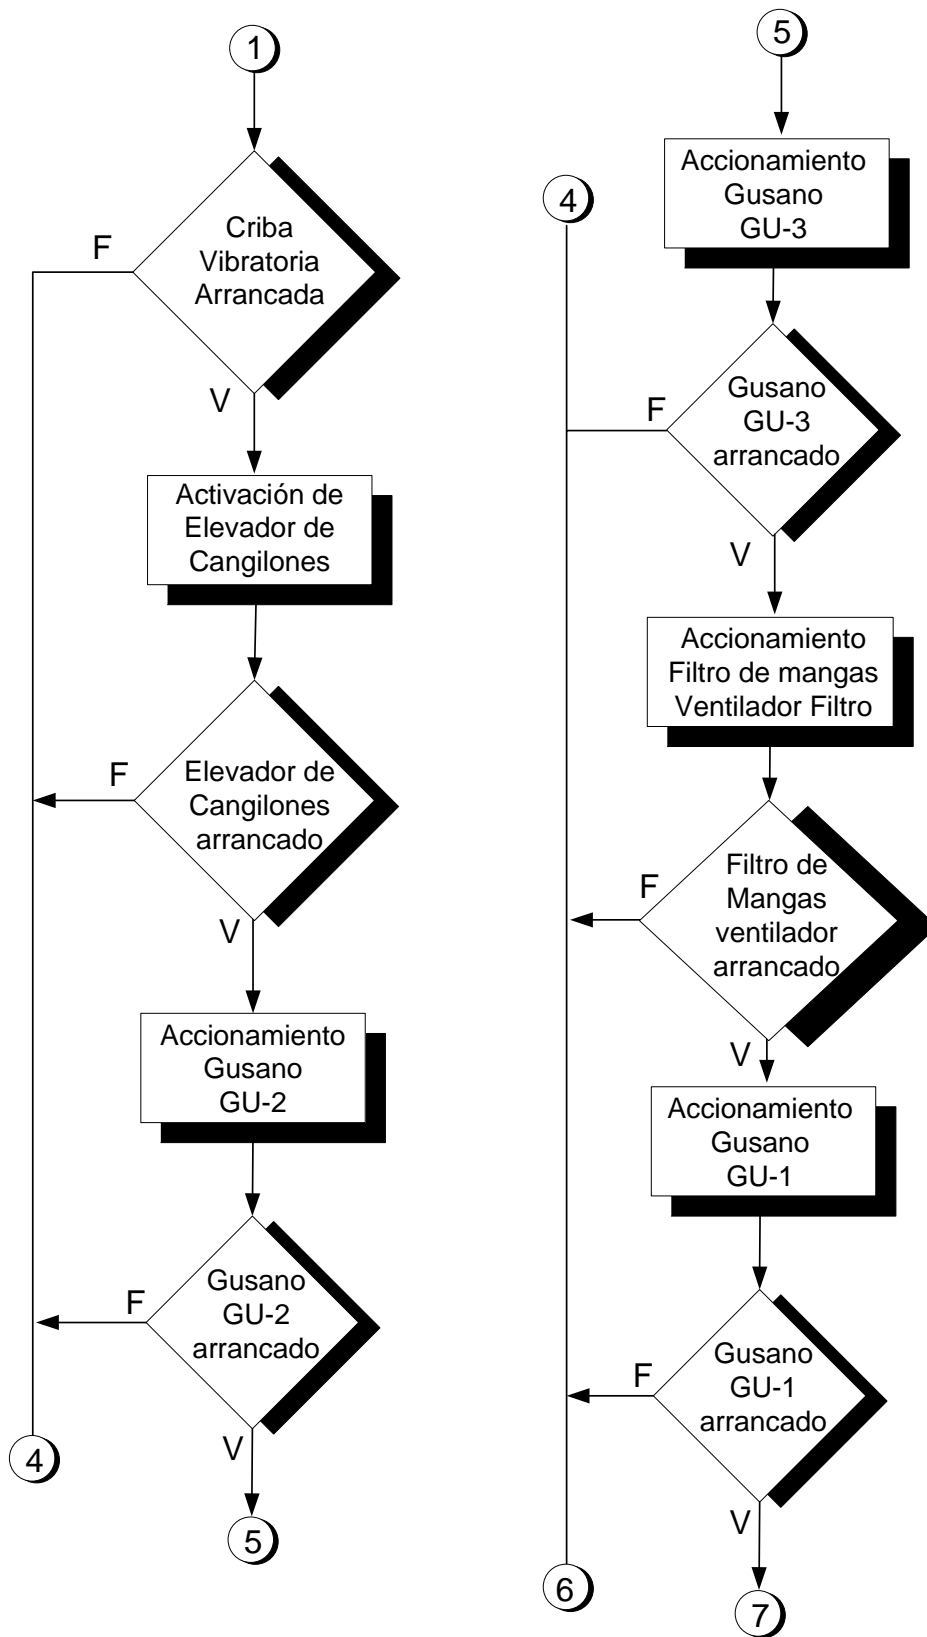 1
Criba
Vibratoria
Arrancada
F
V
Activación de
Elevador de
Cangilones
Elevador de
Cangilones
arrancado
F
V
Accionamiento
Gusano
GU-2
Gusano
GU-2
arrancado
F
V
4
5
5
4
Accionamiento
Gusano
GU-3
Gusano
GU-3
arrancado
F
V
Accionamiento
Filtro de mangas
Ventilador Filtro
Filtro de
Mangas
ventilador
arrancado
F
V
Accionamiento
Gusano
GU-1
Gusano
GU-1
arrancado
F
V
6
7